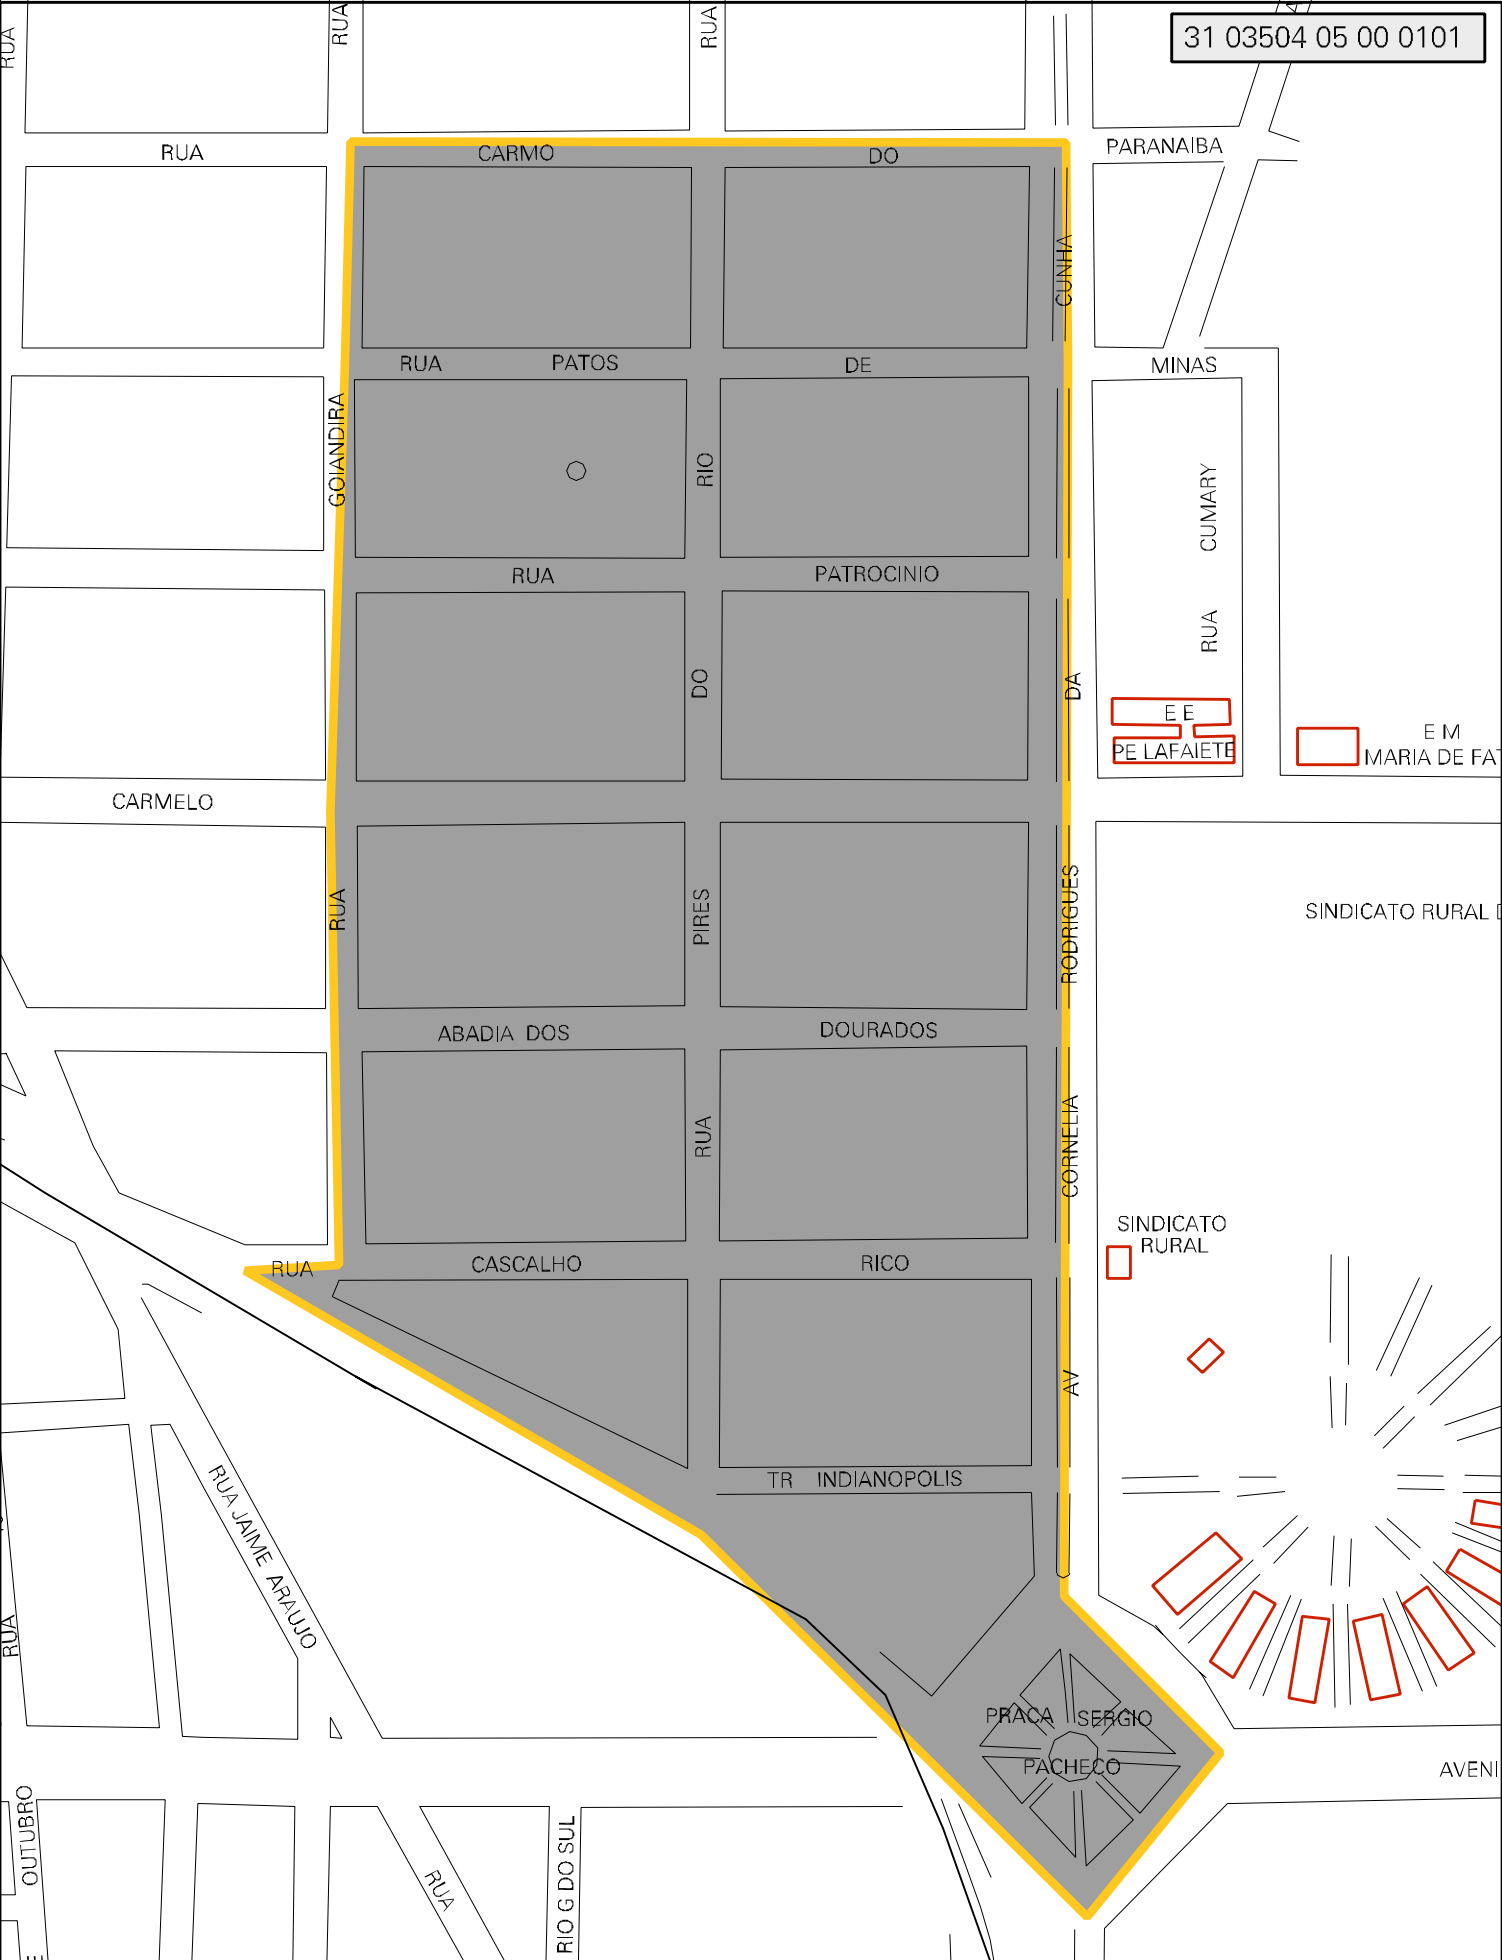 31 03504 05 00 0101
RUA
RUA
RUA
RUA
CARMO
DO
PARANAIBA
CUNHA
RUA
PATOS
DE
MINAS
GOIANDIRA
RIO
CUMARY
RUA
PATROCINIO
RUA
DO
DA
E E
PE LAFAIETE
E M
MARIA DE FAT
CARMELO
RUA
PIRES
RODRIGUES
SINDICATO RURAL D
ABADIA DOS
DOURADOS
RUA
CORNELIA
SINDICATO
RURAL
RUA
CASCALHO
RICO
AV
TR INDIANOPOLIS
RUA JAIME ARAUJO
RUA
PRACA SERGIO
PACHECO
AVENI
OUTUBRO
RIO G DO SUL
RUA